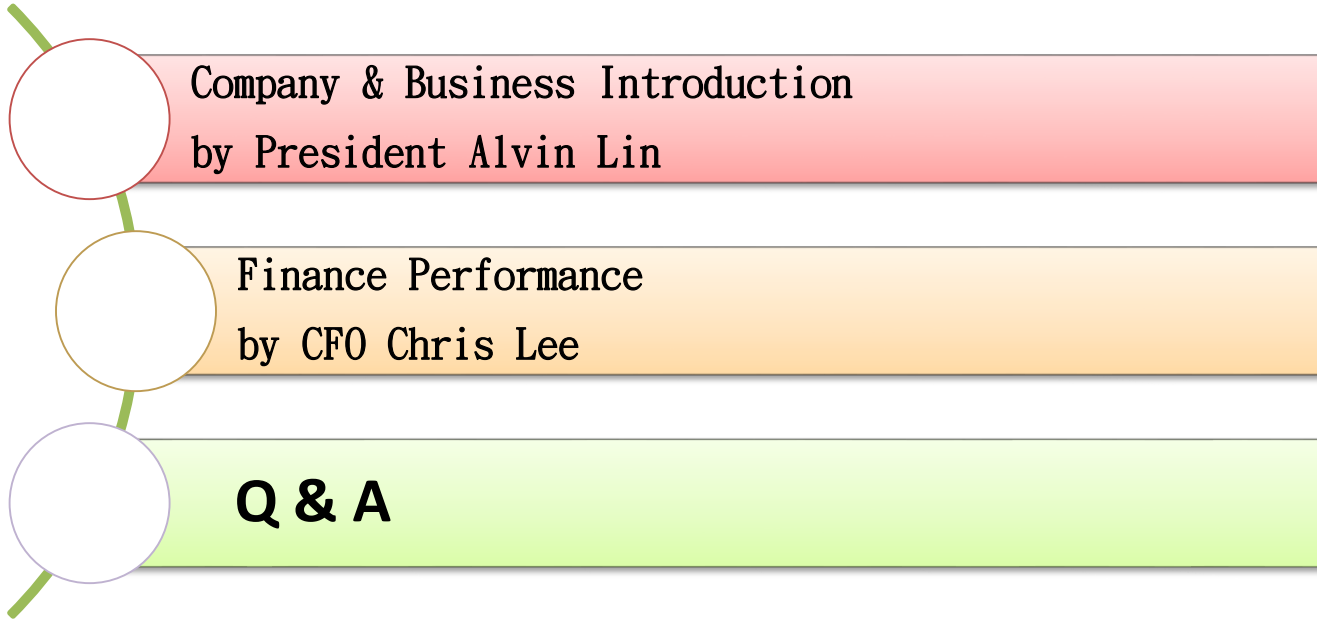 Company & Business Introduction
by President Alvin Lin
Finance Performance
by CFO Chris Lee
Q & A